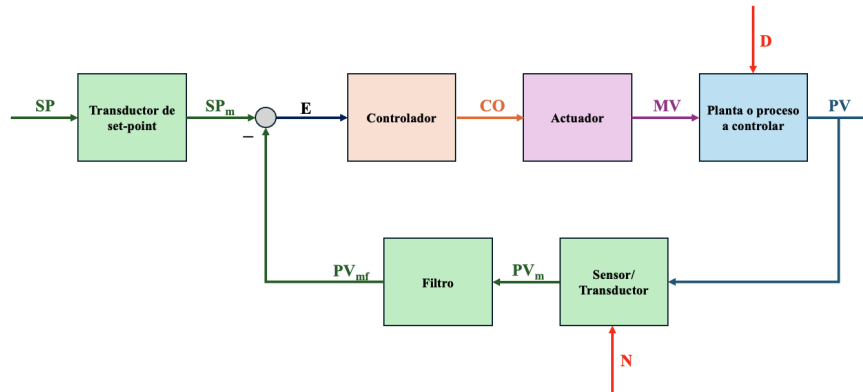 D
SP
Transductor de
set-point
SPm
E
Controlador
CO
Actuador
MV
Planta o proceso
a controlar
PV
–
PVmf
Filtro
PVm
Sensor/
Transductor
N